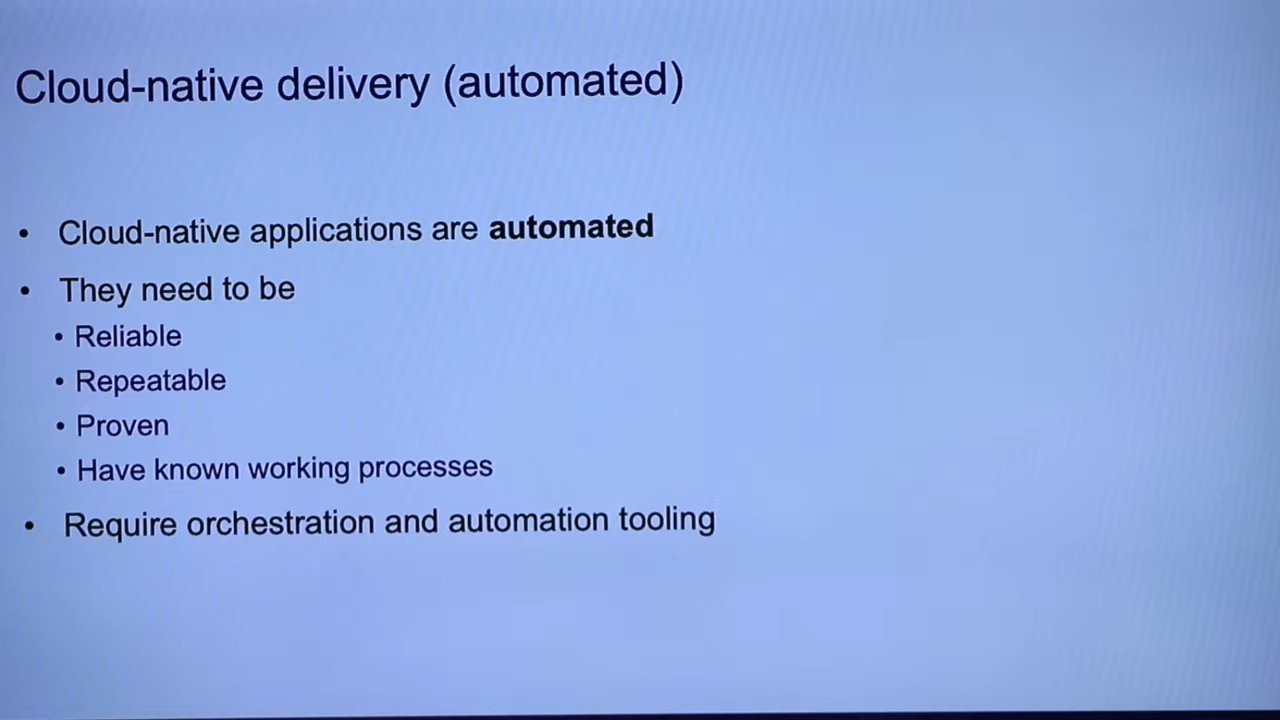 Cloud-native delivery (automated)
• Cloud-native applications are automated
• They need to be
• Reliable
• Repeatable
• Proven
• Have known working processes
• Require orchestration and automation tooling